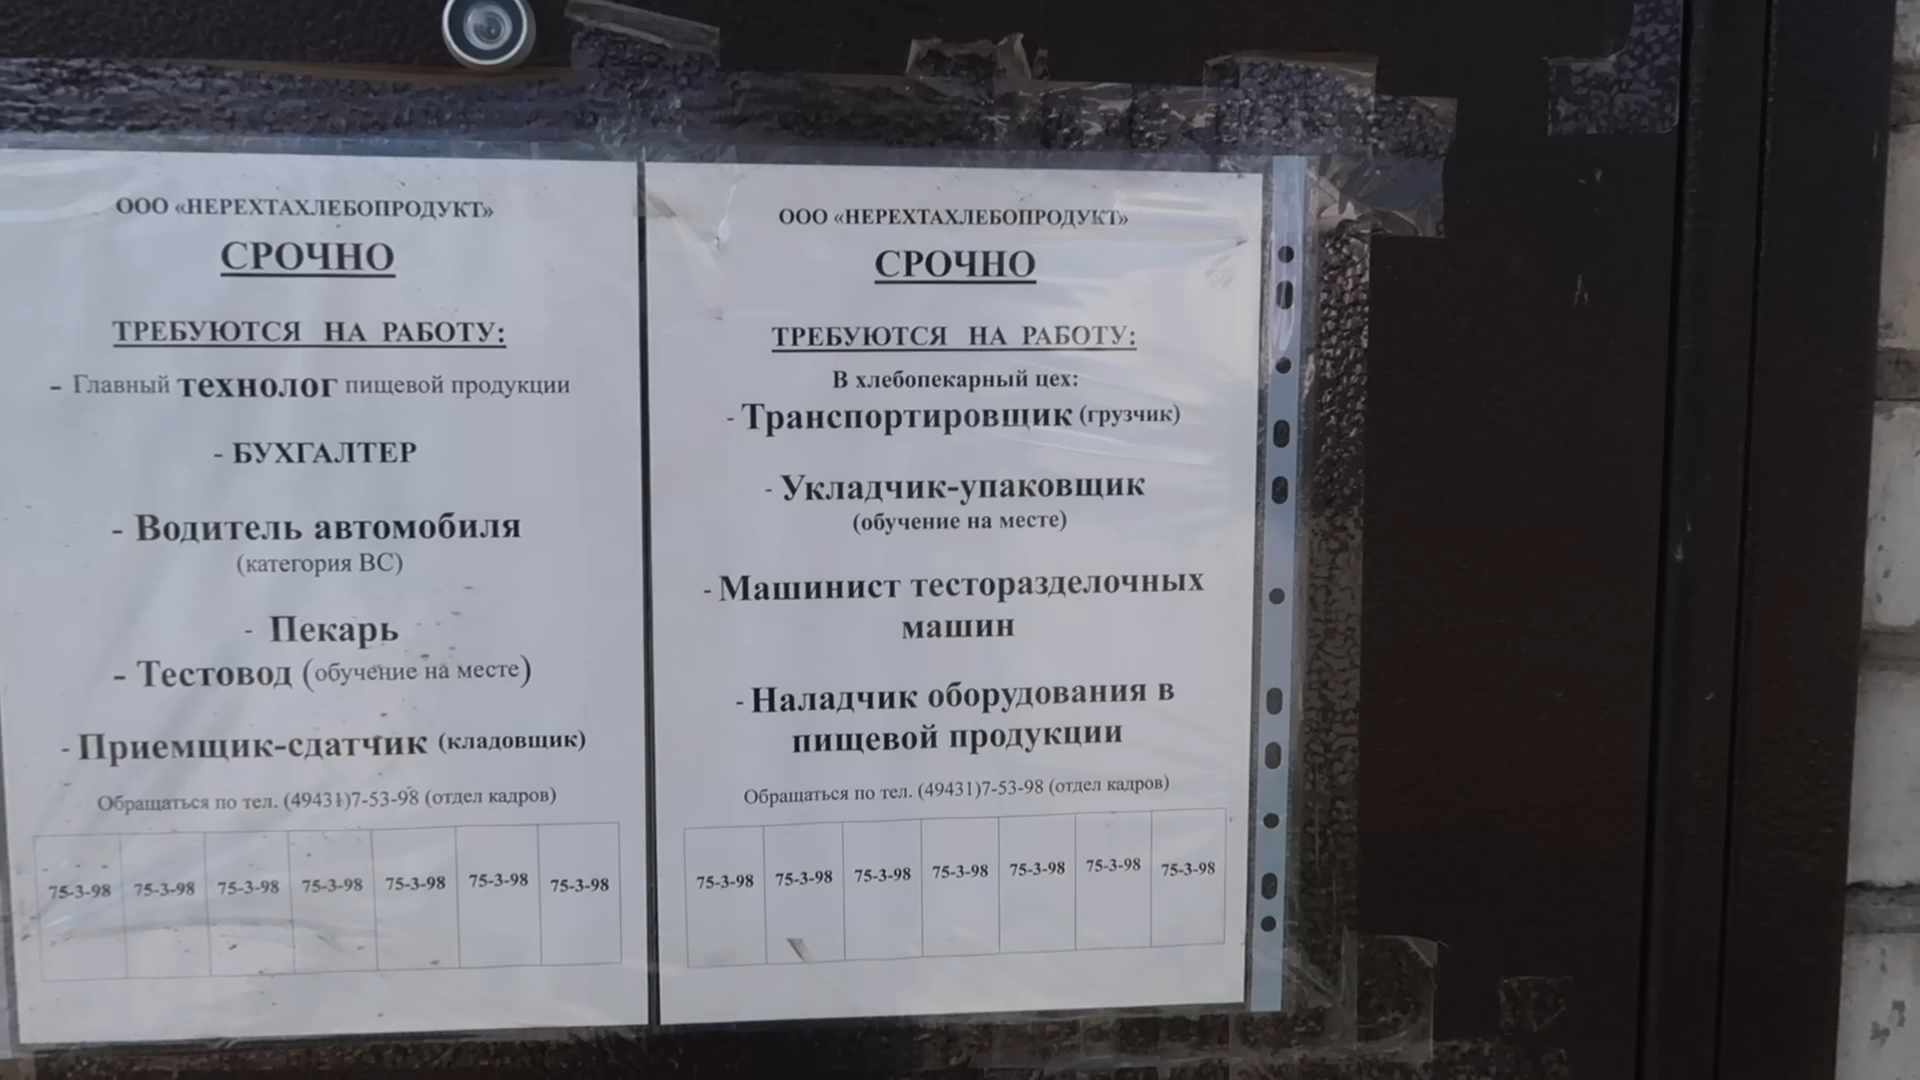 ООО «НЕРЕХТАХЛЕБОПРОДУКТ»
СРОЧНО
ТРЕБУЮТСЯ НА РАБОТУ:
- Главный технолог пищевой продукции
- БУХГАЛТЕР
- Водитель автомобиля
(категория ВС)
- Пекарь
- Тестовод (обучение на месте)
- Приемщик-сдатчик (кладовщик)
Обращаться по тел. (49431)7-53-98 (отдел кадров)
75-3-98 75-3-98 75-3-98 75-3-98 75-3-98 75-3-98 75-3-98
ООО «НЕРЕХТАХЛЕБОПРОДУКТ»
СРОЧНО
ТРЕБУЮТСЯ НА РАБОТУ:
В хлебопекарный цех:
- Транспортировщик (грузчик)
- Укладчик-упаковщик
(обучение на месте)
- Машинист тесторазделочных
машин
- Наладчик оборудования в
пищевой продукции
Обращаться по тел. (49431)7-53-98 (отдел кадров)
75-3-98 75-3-98 75-3-98 75-3-98 75-3-98 75-3-98 75-3-98